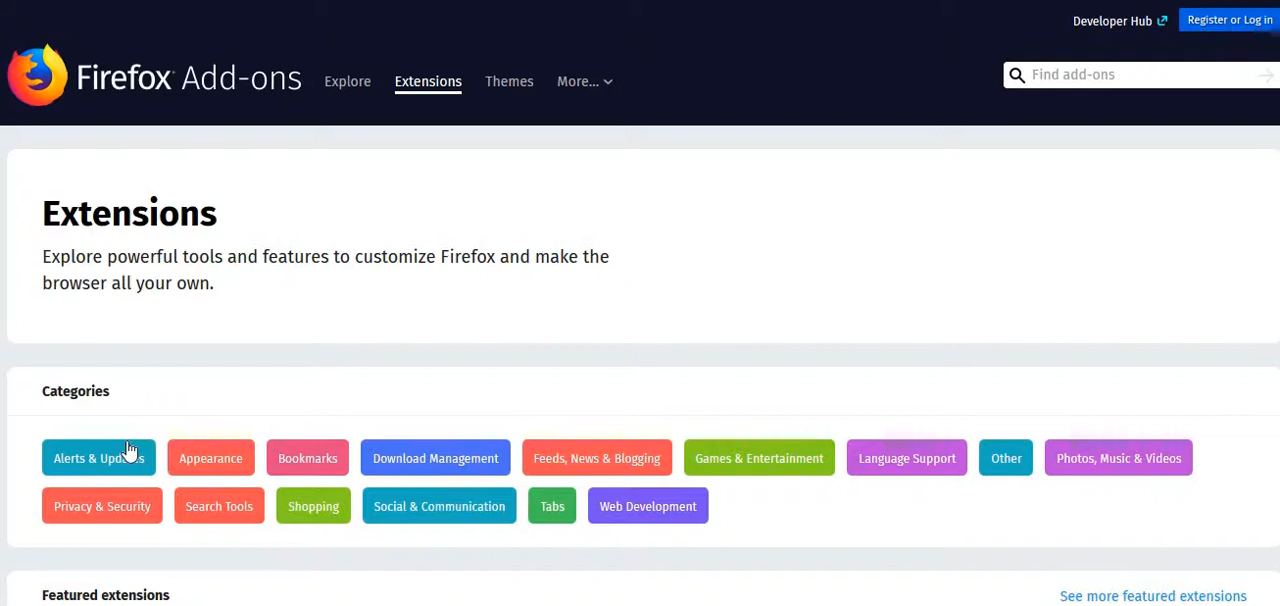 Developer Hub
Register or Log in
Firefox Add-ons
Explore
Extensions
Themes
More...
Find add-ons
Extensions
Explore powerful tools and features to customize Firefox and make the
browser all your own.
Categories
Alerts & Updates
Appearance
Bookmarks
Download Management
Feeds, News & Blogging
Games & Entertainment
Language Support
Other
Photos, Music & Videos
Privacy & Security
Search Tools
Shopping
Social & Communication
Tabs
Web Development
Featured extensions
See more featured extensions